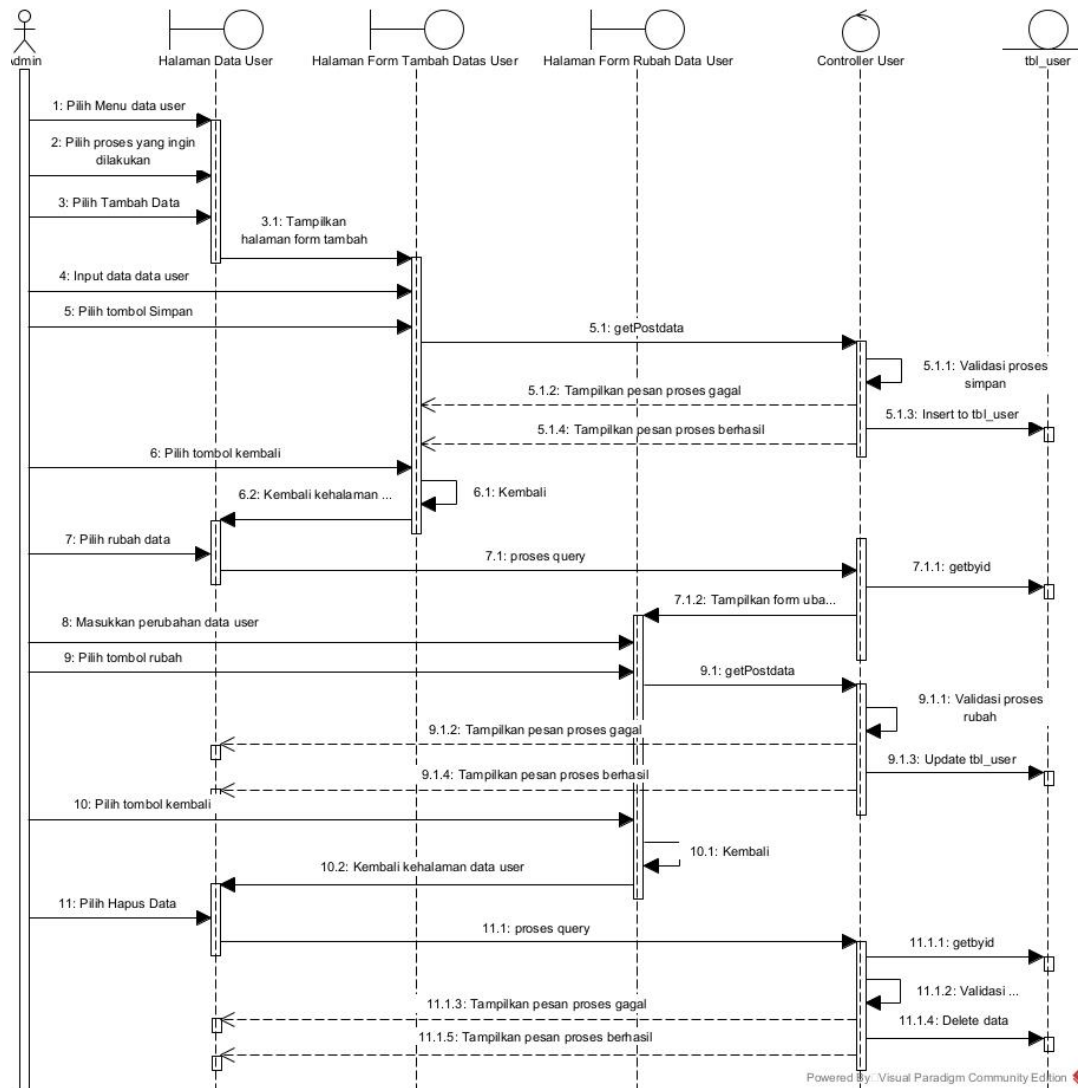 dmin
Halaman Data User
Halaman Form Tambah Datas User
Halaman Form Rubah Data User
Controller User
tbl_user
1: Pilih Menu data user
2: Pilih proses yang ingin
dilakukan
3: Pilih Tambah Data
3.1: Tampilkan
halaman form tambah
4: Input data data user
5: Pilih tombol Simpan
5.1: getPostdata
5.1.1: Validasi proses
simpan
5.1.2: Tampilkan pesan proses gagal
5.1.3: Insert to tbl_user
5.1.4: Tampilkan pesan proses berhasil
6: Pilih tombol kembali
6.1: Kembali
6.2: Kembali kehalaman ...
7: Pilih rubah data
7.1: proses query
7.1.1: getbyid
7.1.2: Tampilkan form uba...
8: Masukkan perubahan data user
9: Pilih tombol rubah
9.1: getPostdata
9.1.1: Validasi proses
rubah
9.1.2: Tampilkan pesan proses gagal
9.1.3: Update tbl_user
9.1.4: Tampilkan pesan proses berhasil
10: Pilih tombol kembali
10.1: Kembali
10.2: Kembali kehalaman data user
11: Pilih Hapus Data
11.1: proses query
11.1.1: getbyid
11.1.2: Validasi ...
11.1.3: Tampilkan pesan proses gagal
11.1.4: Delete data
11.1.5: Tampilkan pesan proses berhasil
Powered By: Visual Paradigm Community Edition